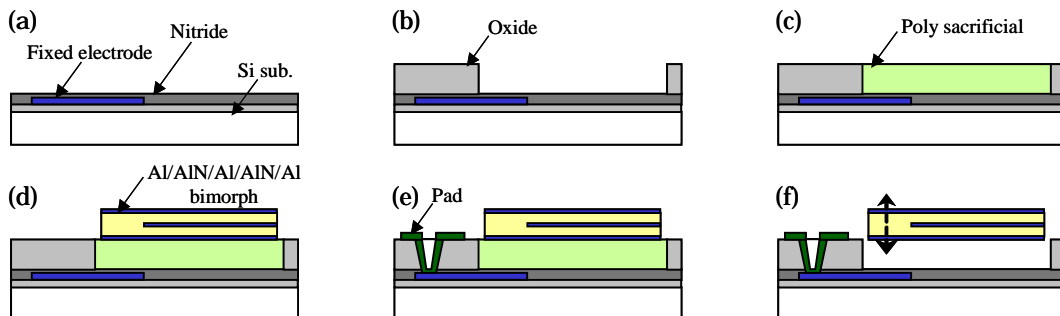 (a)
Nitride
Fixed electrode
Si sub.
(b)
Oxide
(c)
Poly sacrificial
(d)
Al/AlN/Al/AlN/Al
bimorph
(e)
Pad
(f)